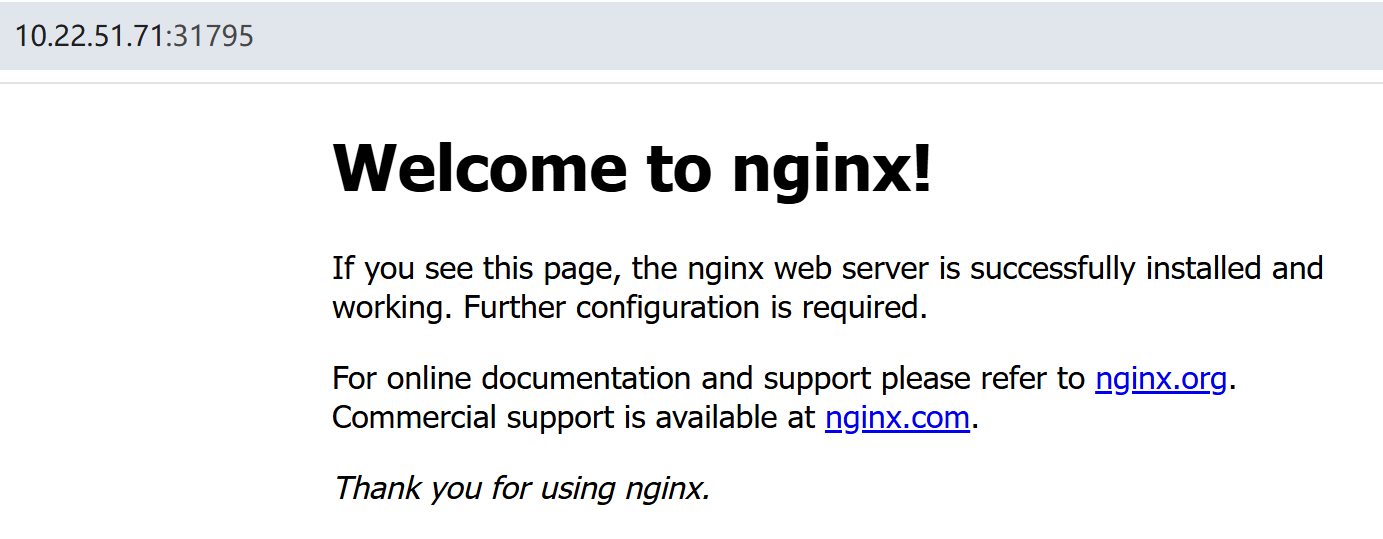 10.22.51.71:31795
Welcome to nginx!
If you see this page, the nginx web server is successfully installed and
working. Further configuration is required.
For online documentation and support please refer to nginx.org.
Commercial support is available at nginx.com.
Thank you for using nginx.